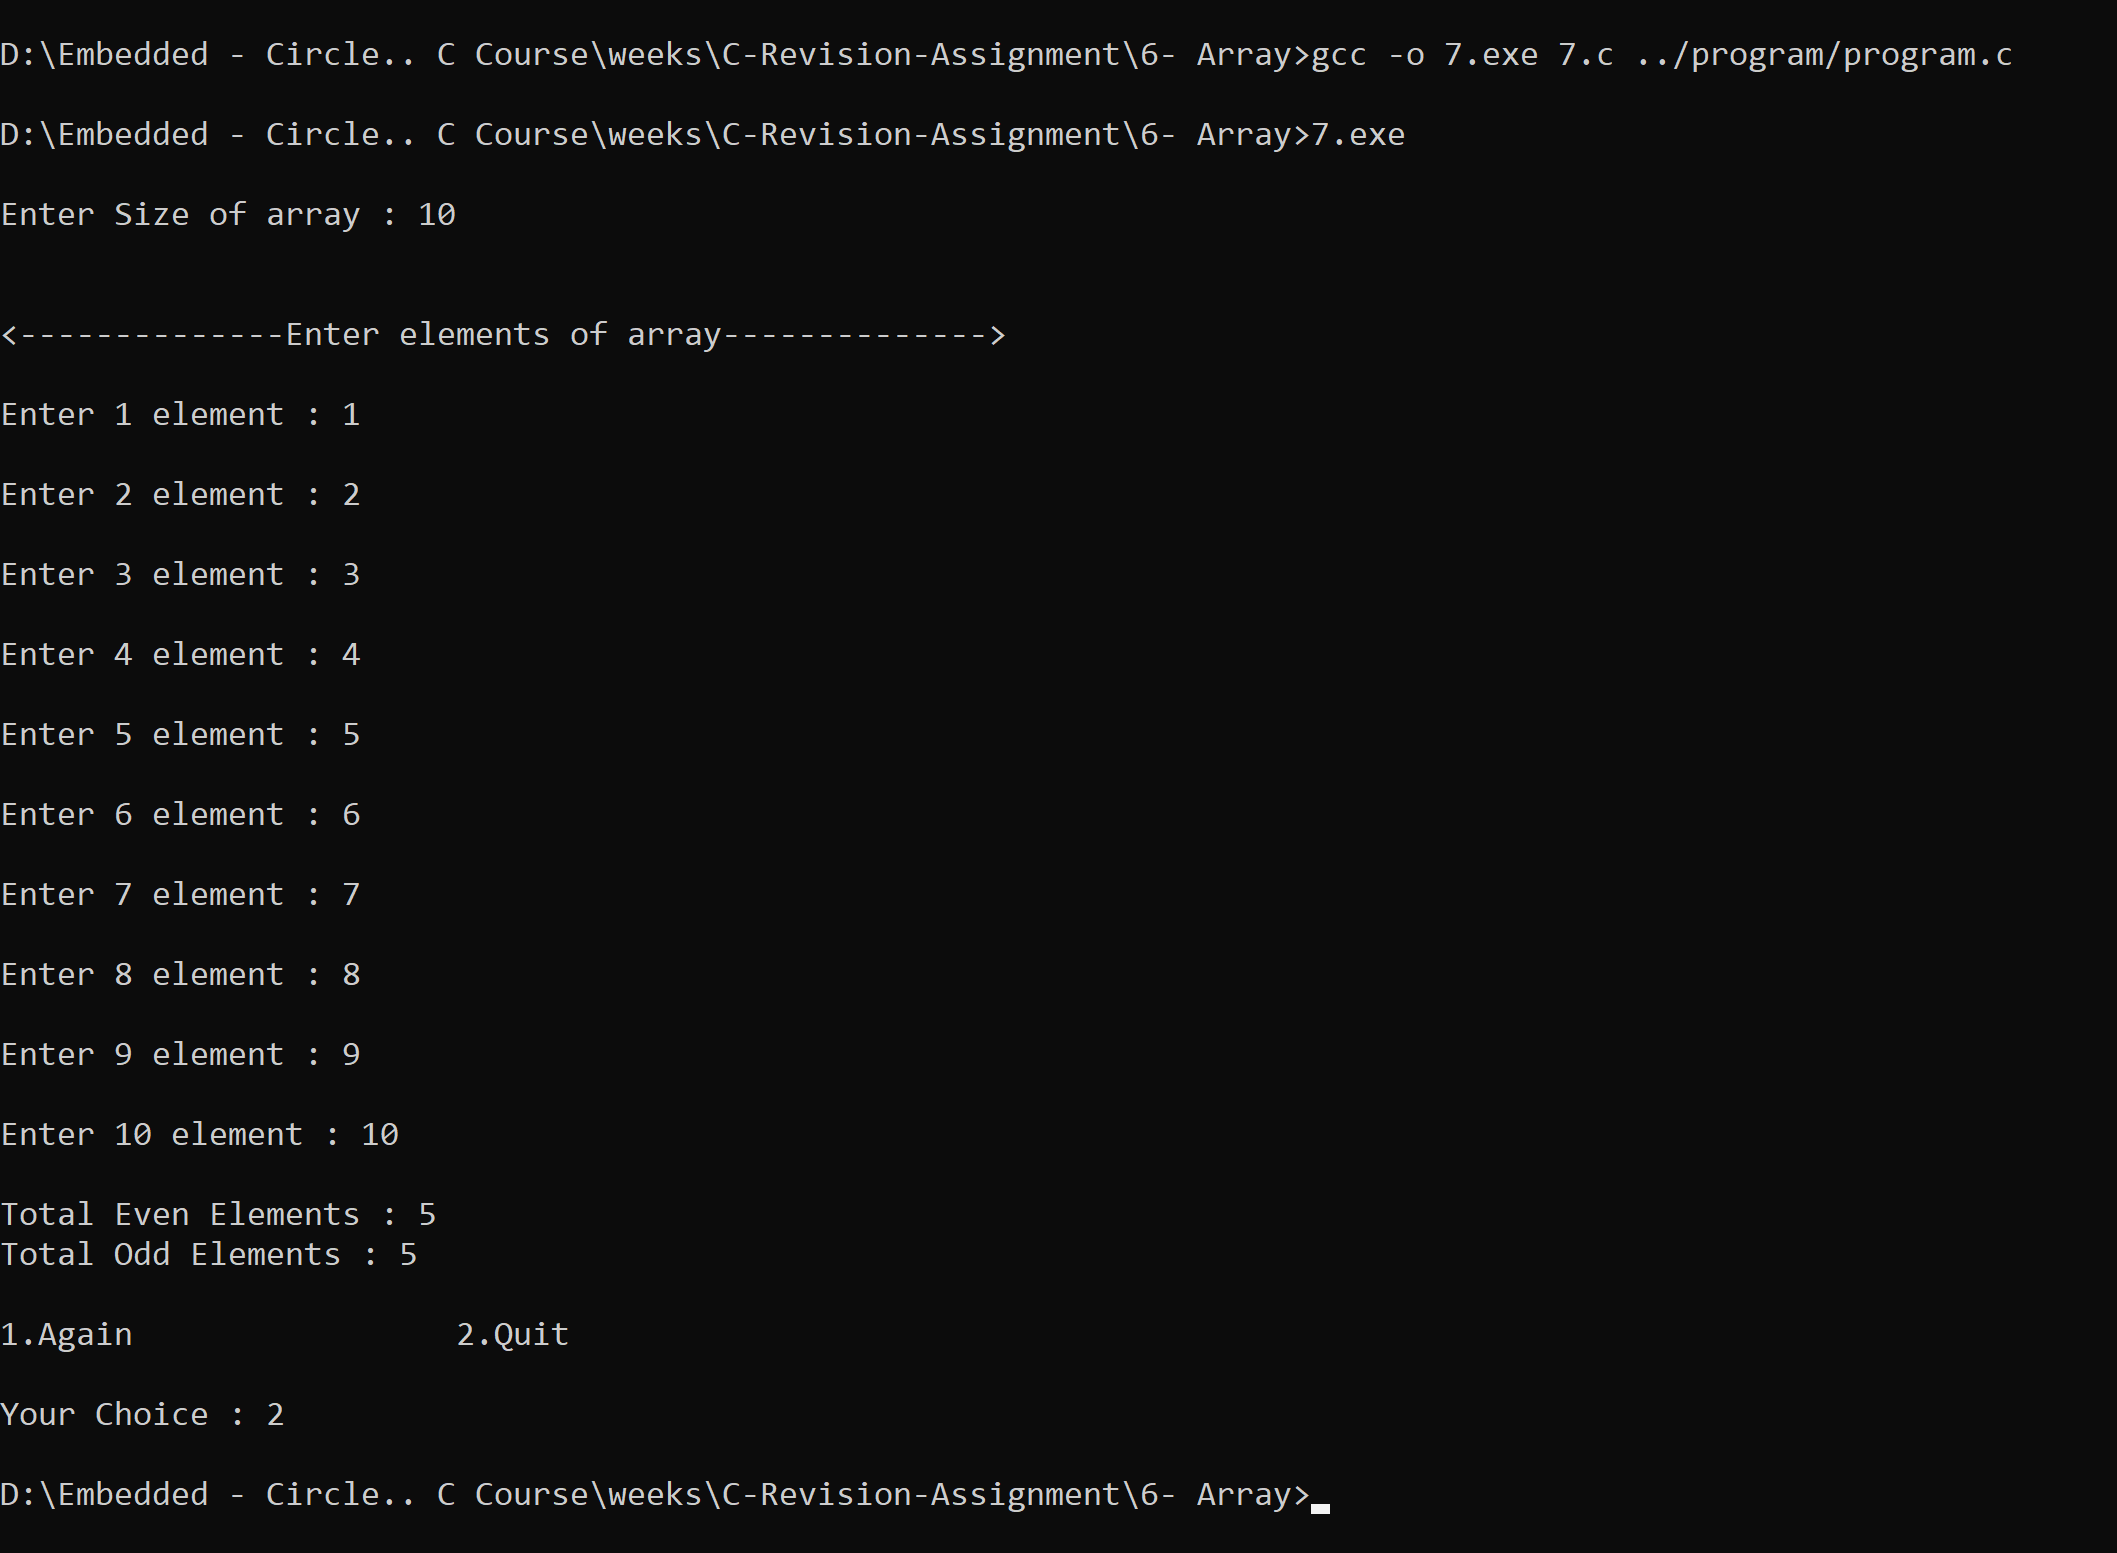 D:\Embedded - Circle.. C Course\weeks\C-Revision-Assignment\6- Array>gcc -o 7.exe 7.c ../program/program.c
D:\Embedded - Circle.. C Course\weeks\C-Revision-Assignment\6- Array>7.exe
Enter Size of array : 10
<--------------Enter elements of array-------------->
Enter 1 element : 1
Enter 2 element : 2
Enter 3 element : 3
Enter 4 element : 4
Enter 5 element : 5
Enter 6 element : 6
Enter 7 element : 7
Enter 8 element : 8
Enter 9 element : 9
Enter 10 element : 10
Total Even Elements : 5
Total Odd Elements : 5
1.Again                 2.Quit
Your Choice : 2
D:\Embedded - Circle.. C Course\weeks\C-Revision-Assignment\6- Array>